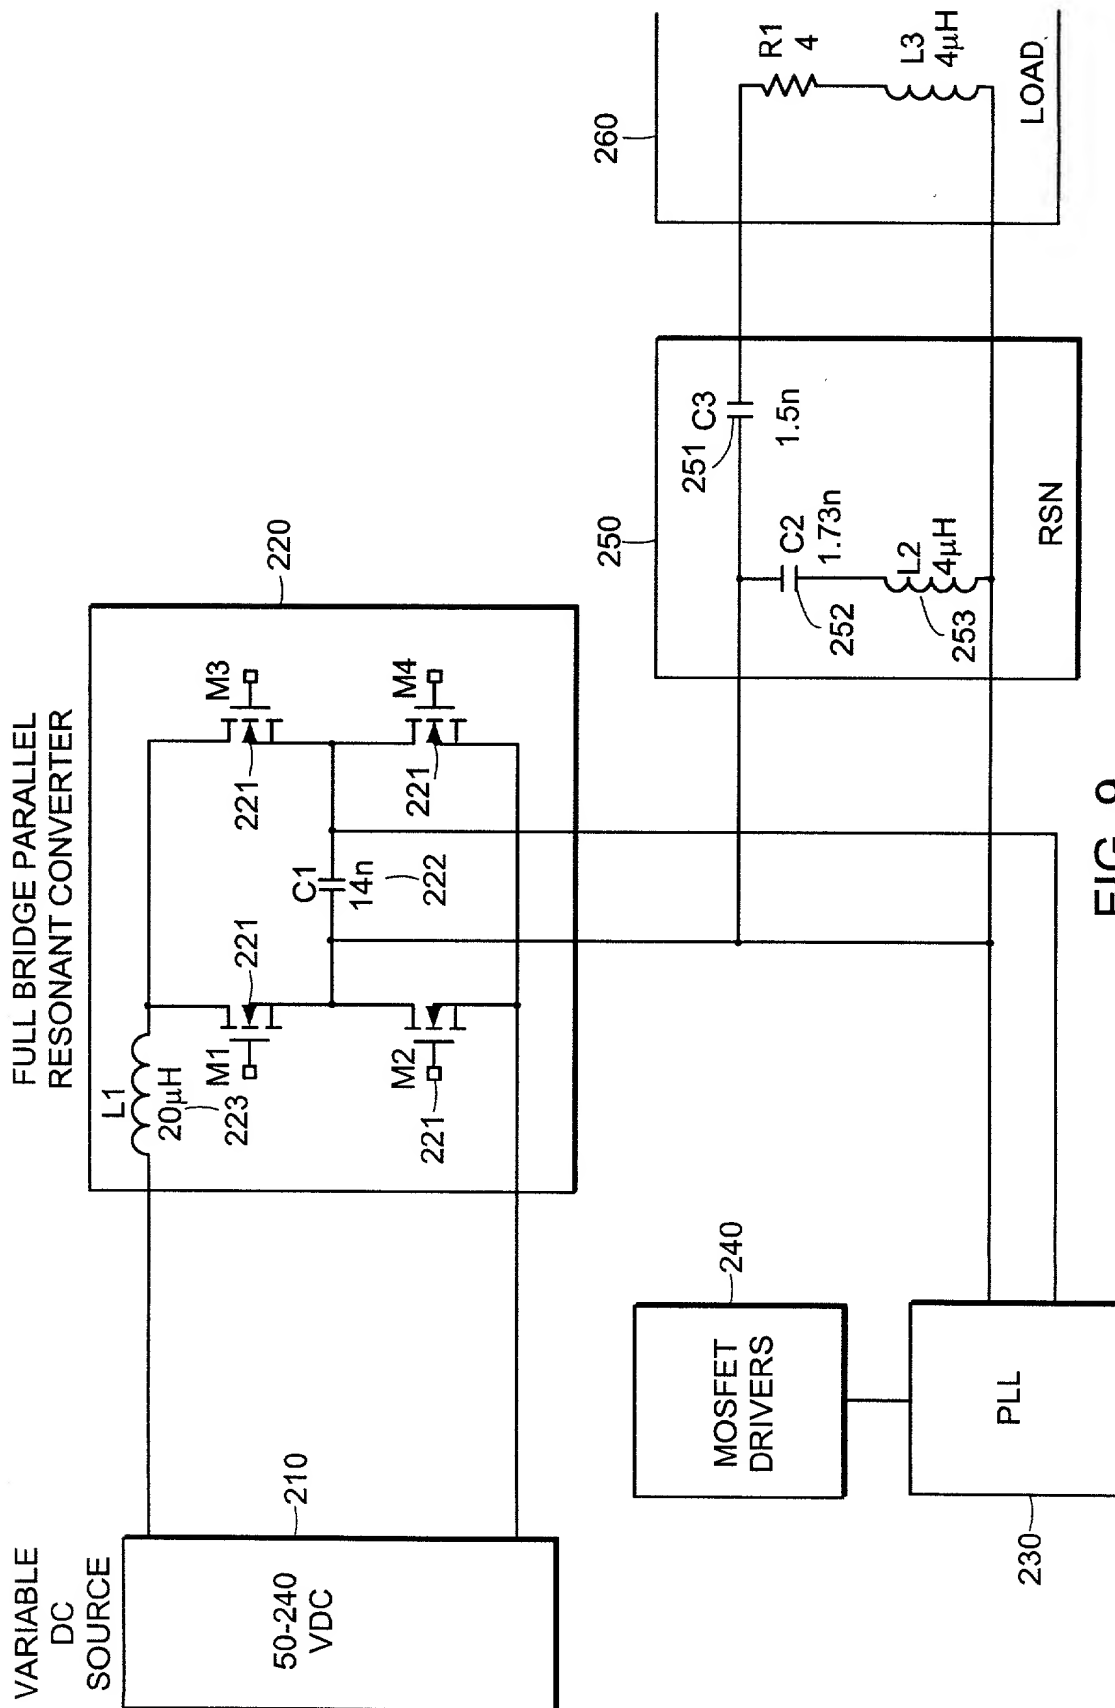 FULL BRIDGE PARALLEL
RESONANT CONVERTER
VARIABLE
DC
SOURCE
50-240
VDC
210
L1
20μH
223
M1
221
M2
221
C1
14n
222
M3
221
M4
221
220
MOSFET
DRIVERS
240
PLL
230
250
251
C3
1.5n
C2
1.73n
252
L2
4μH
253
RSN
260
R1
4
L3
4μH
LOAD
FIG. 9